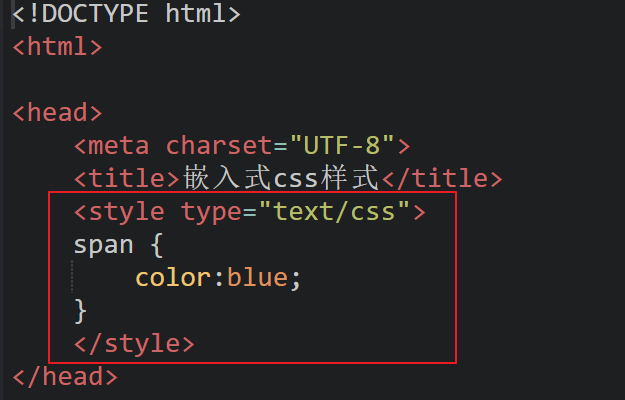 <!DOCTYPE html>
<html>
<head>
<meta charset="UTF-8">
<title>嵌入式css样式</title>
<style type="text/css">
span {
color:blue;
}
</style>
</head>